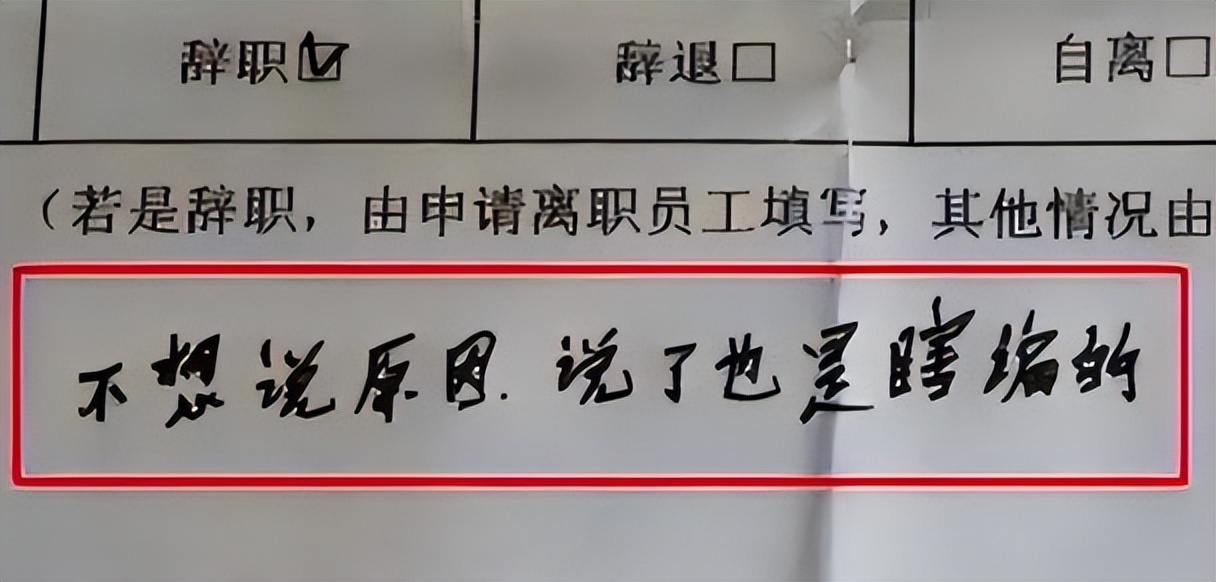 辞职☑ 辞退□ 自离□
（若是辞职，由申请离职员工填写，其他情况由
不想说原因.说了也是瞎编的